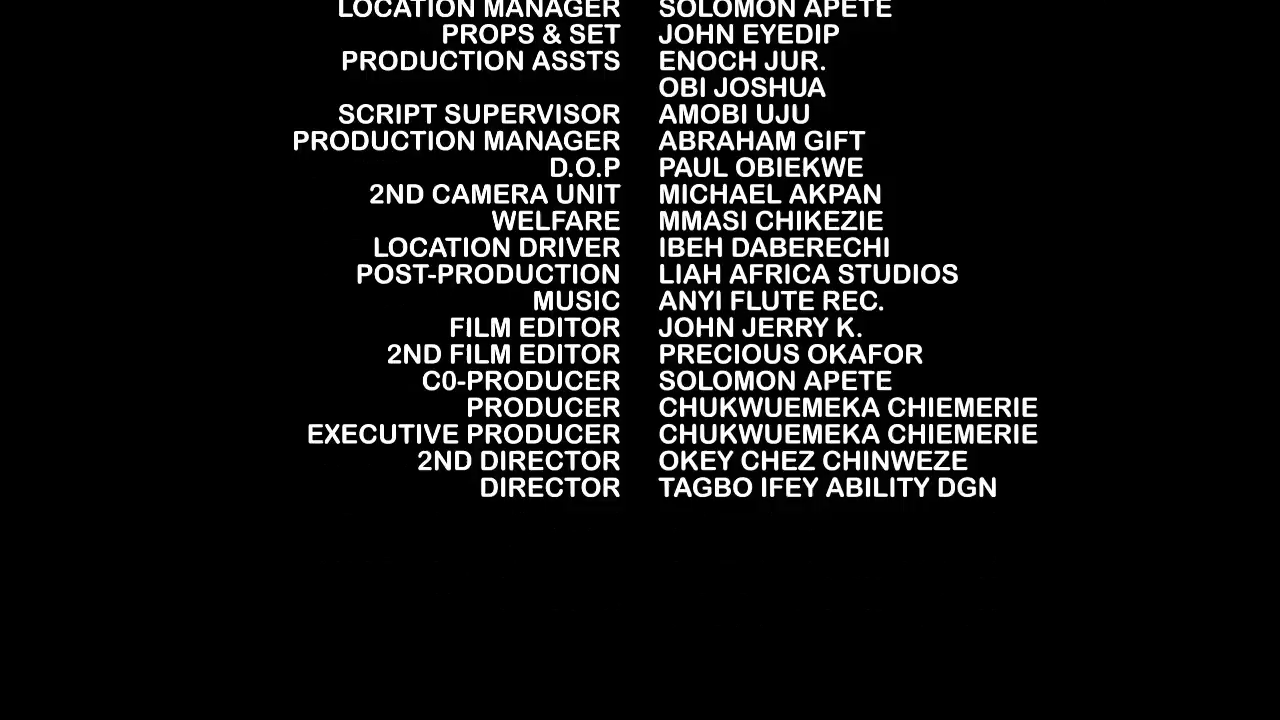 LOCATION MANAGER SOLOMON APETE
PROPS & SET JOHN EYEDIP
PRODUCTION ASSTS ENOCH JUR.
OBI JOSHUA
SCRIPT SUPERVISOR AMOBI UJU
PRODUCTION MANAGER ABRAHAM GIFT
D.O.P PAUL OBIEKWE
2ND CAMERA UNIT MICHAEL AKPAN
WELFARE MMASI CHIKEZIE
LOCATION DRIVER IBEH DABERECHI
POST-PRODUCTION LIAH AFRICA STUDIOS
MUSIC ANYI FLUTE REC.
FILM EDITOR JOHN JERRY K.
2ND FILM EDITOR PRECIOUS OKAFOR
C0-PRODUCER SOLOMON APETE
PRODUCER CHUKWUEMEKA CHIEMERIE
EXECUTIVE PRODUCER CHUKWUEMEKA CHIEMERIE
2ND DIRECTOR OKEY CHEZ CHINWEZE
DIRECTOR TAGBO IFEY ABILITY DGN